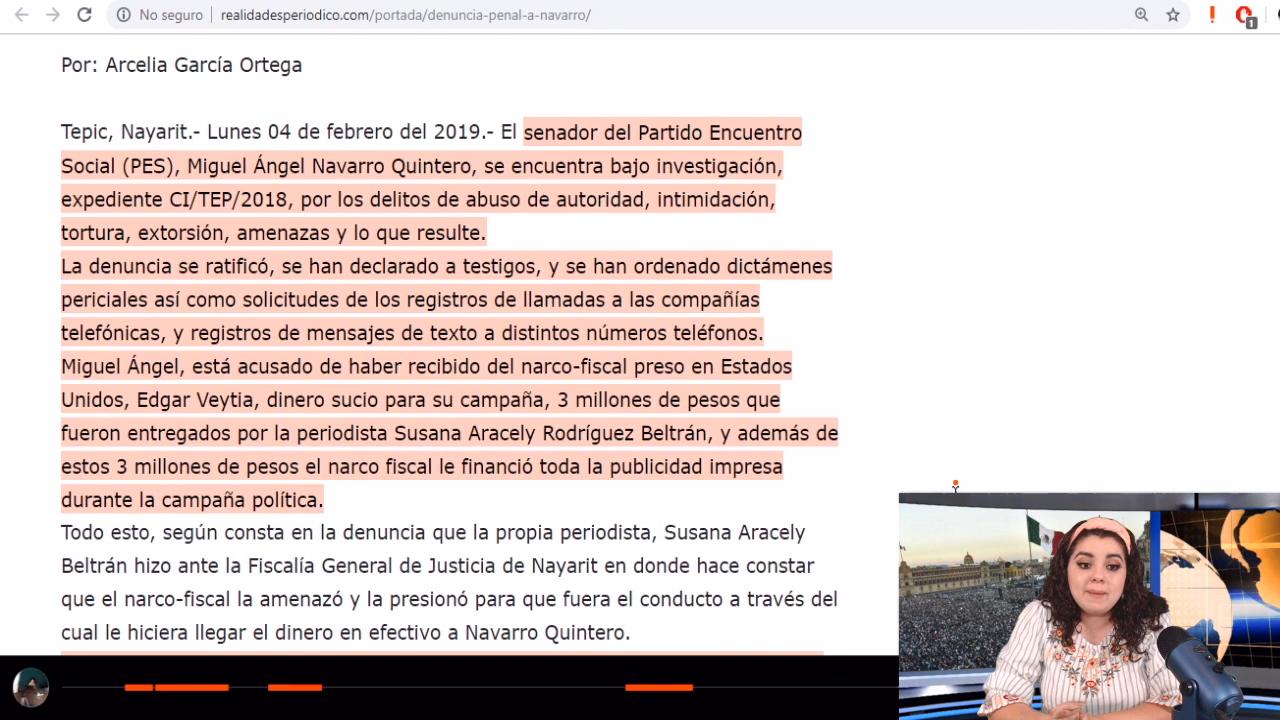 No seguro
realidadesperiodico.com/portada/denuncia-penal-a-navarro/
1
Por: Arcelia García Ortega
Tepic, Nayarit.- Lunes 04 de febrero del 2019.- El senador del Partido Encuentro
Social (PES), Miguel Ángel Navarro Quintero, se encuentra bajo investigación,
expediente CI/TEP/2018, por los delitos de abuso de autoridad, intimidación,
tortura, extorsión, amenazas y lo que resulte.
La denuncia se ratificó, se han declarado a testigos, y se han ordenado dictámenes
periciales así como solicitudes de los registros de llamadas a las compañías
telefónicas, y registros de mensajes de texto a distintos números teléfonos.
Miguel Ángel, está acusado de haber recibido del narco-fiscal preso en Estados
Unidos, Edgar Veytia, dinero sucio para su campaña, 3 millones de pesos que
fueron entregados por la periodista Susana Aracely Rodríguez Beltrán, y además de
estos 3 millones de pesos el narco fiscal le financió toda la publicidad impresa
durante la campaña política.
Todo esto, según consta en la denuncia que la propia periodista, Susana Aracely
Beltrán hizo ante la Fiscalía General de Justicia de Nayarit en donde hace constar
que el narco-fiscal la amenazó y la presionó para que fuera el conducto a través del
cual le hiciera llegar el dinero en efectivo a Navarro Quintero.